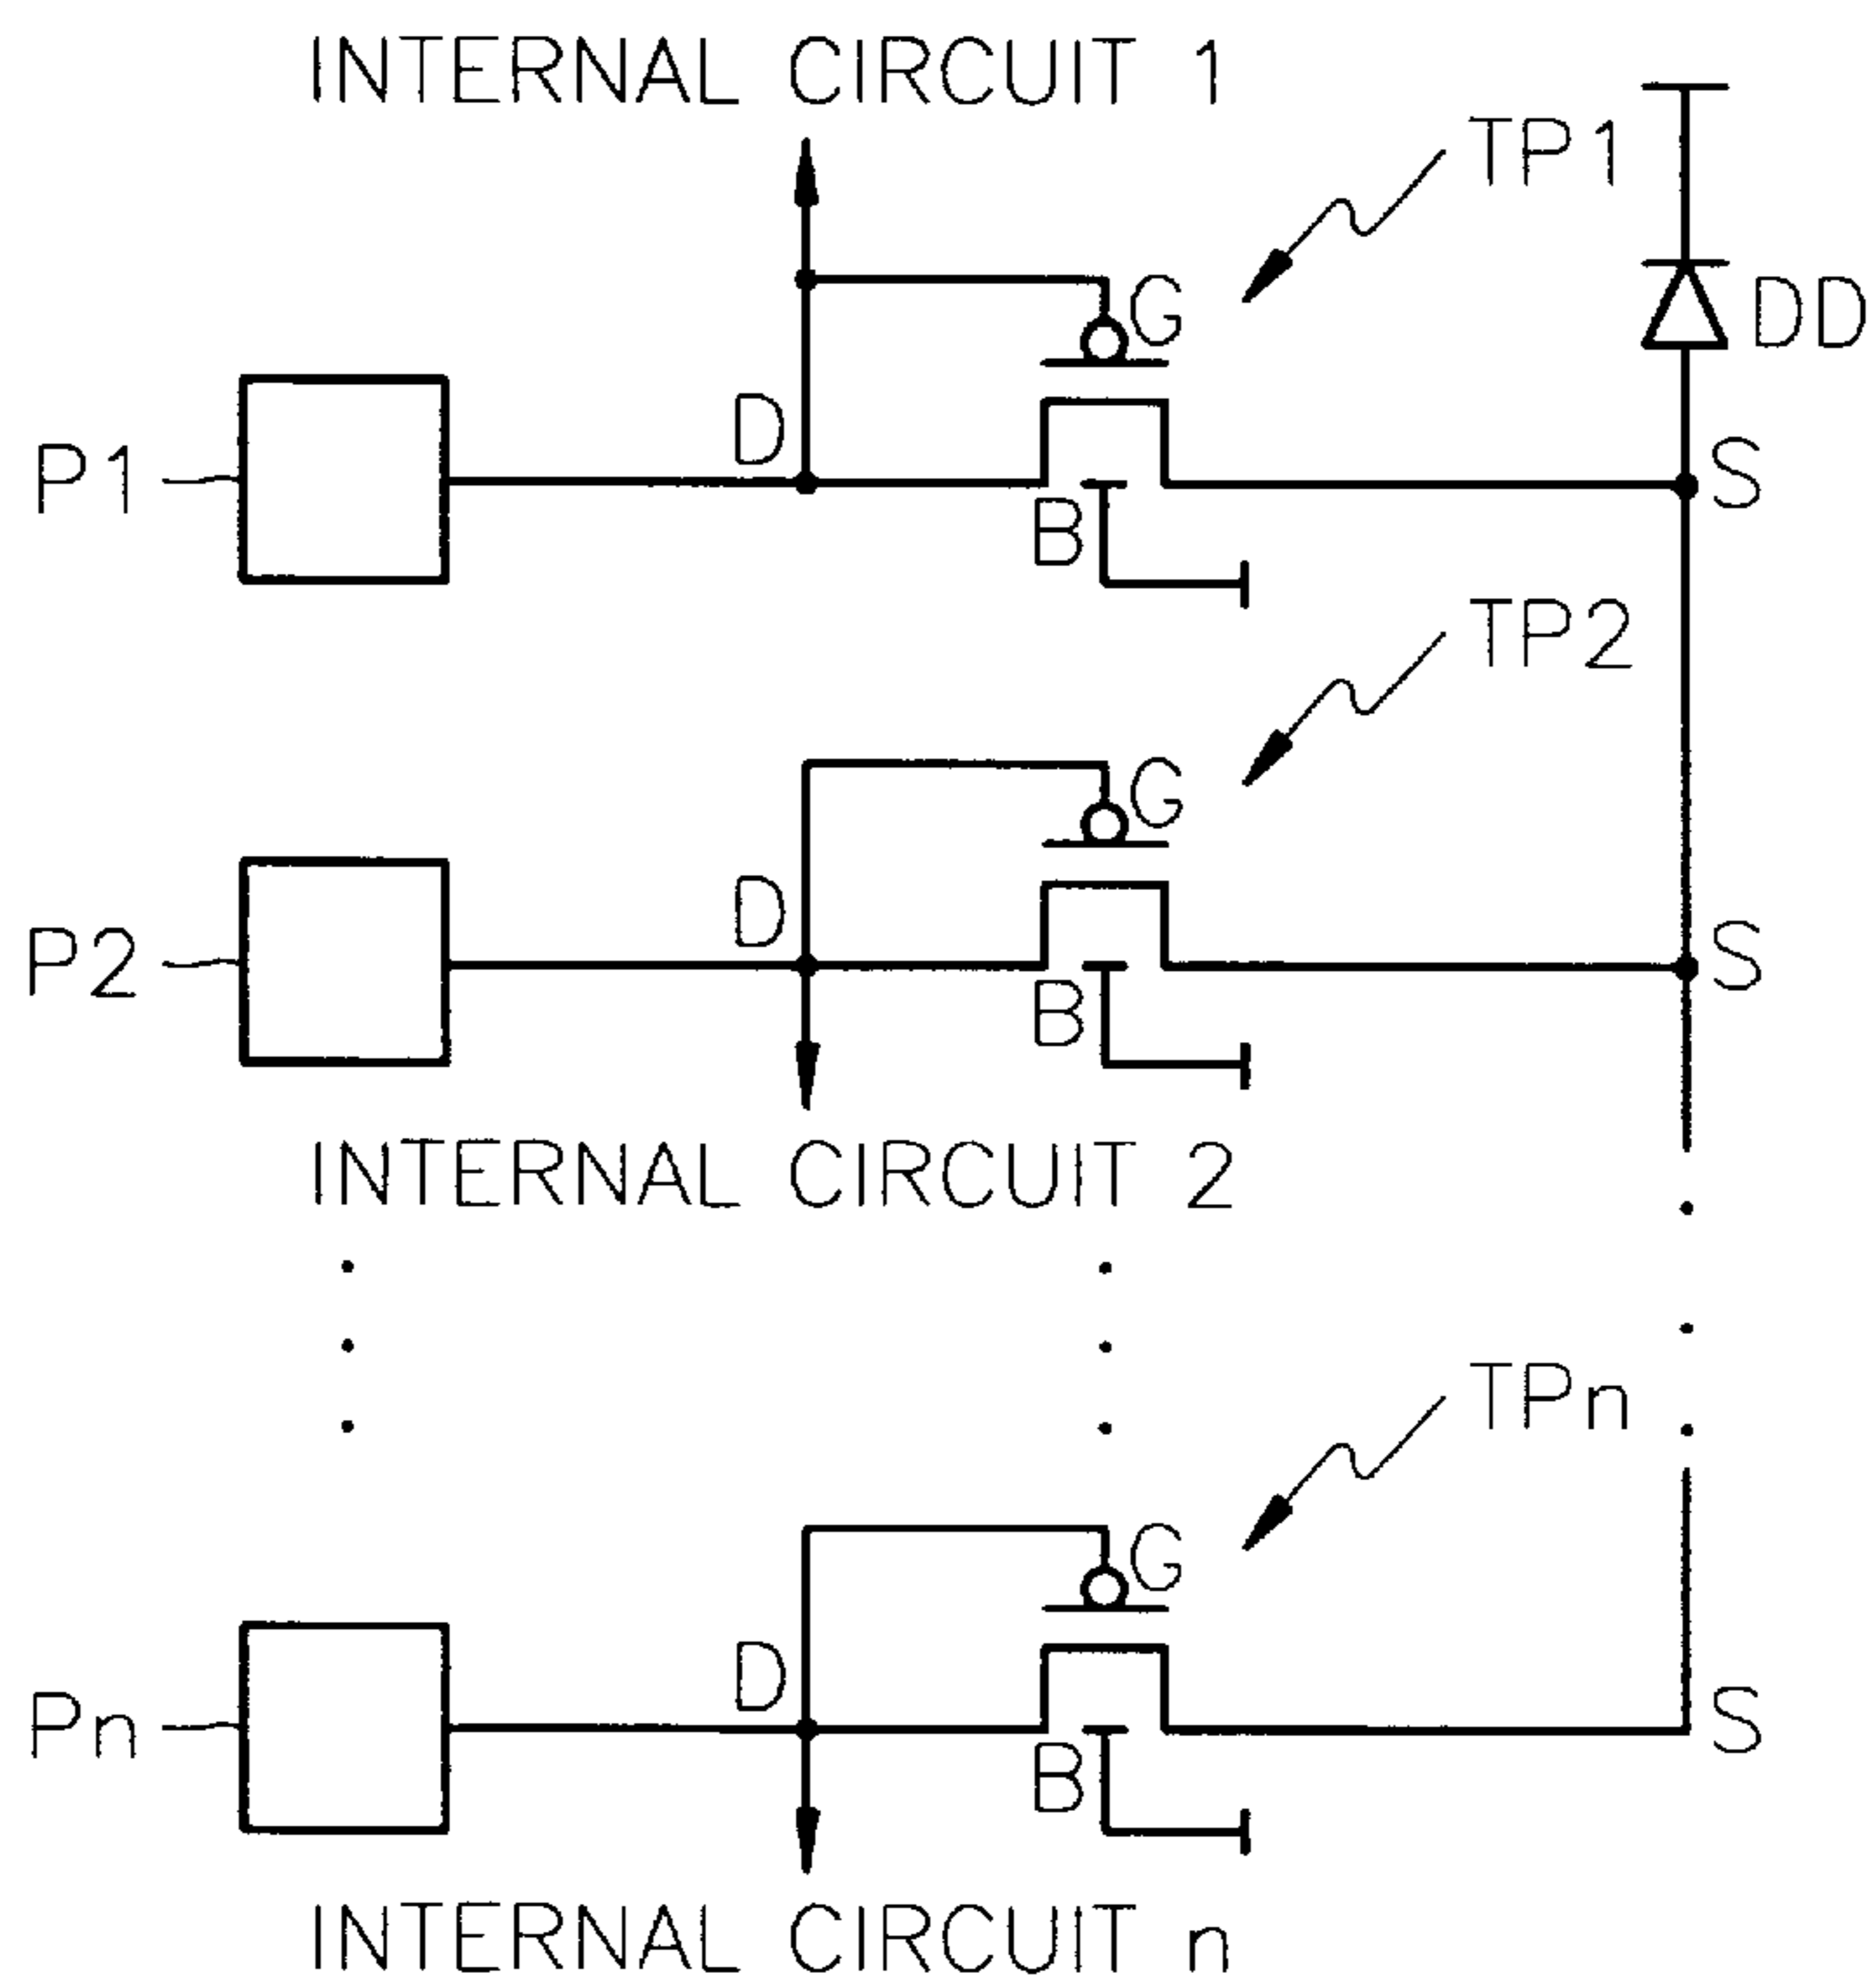 INTERNAL CIRCUIT 1
TP1
G
DD
D
P1
S
B
TP2
G
D
P2
S
B
INTERNAL CIRCUIT 2
TPn
G
D
Pn
S
B
INTERNAL CIRCUIT n